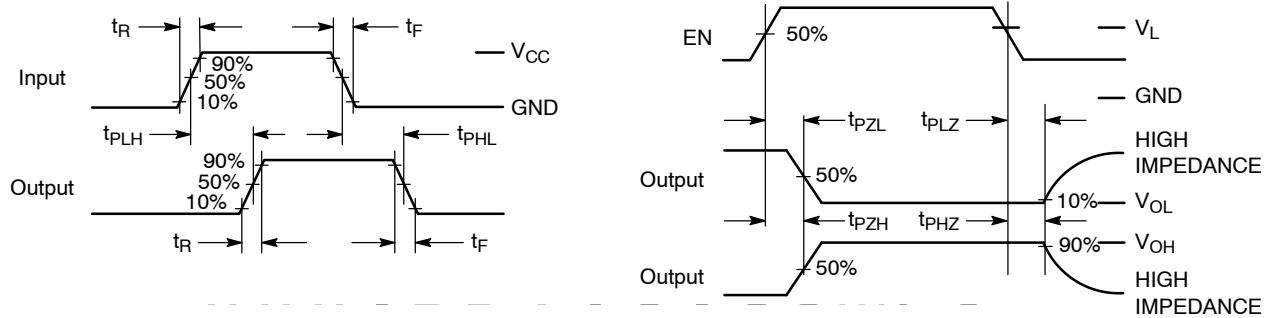 tR
tF
VCC
Input
90%
50%
10%
GND
tPLH
tPHL
Output
90%
50%
10%
tR
tF
EN
50%
VL
GND
tPZL
tPLZ
Output
50%
HIGH
IMPEDANCE
10%
VOL
tPZH
tPHZ
Output
50%
90%
VOH
HIGH
IMPEDANCE